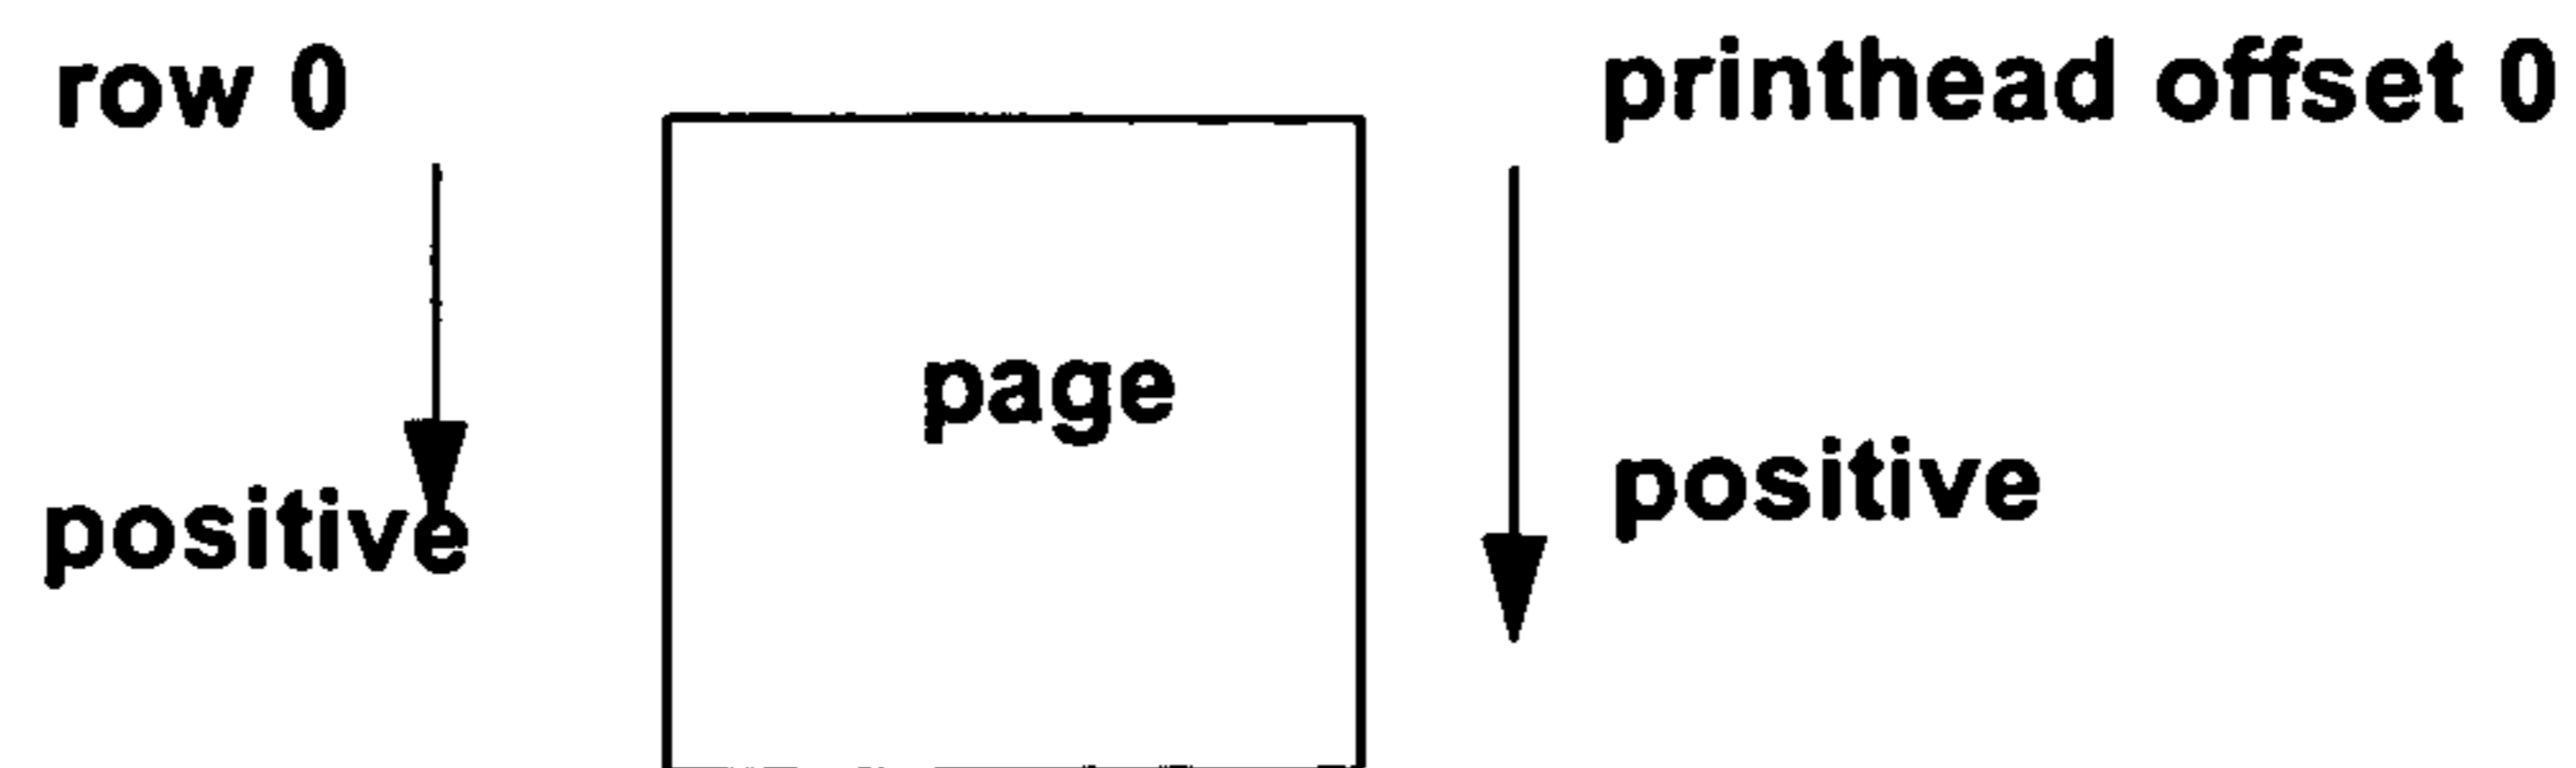 row 0
printhead offset 0
page
positive
positive